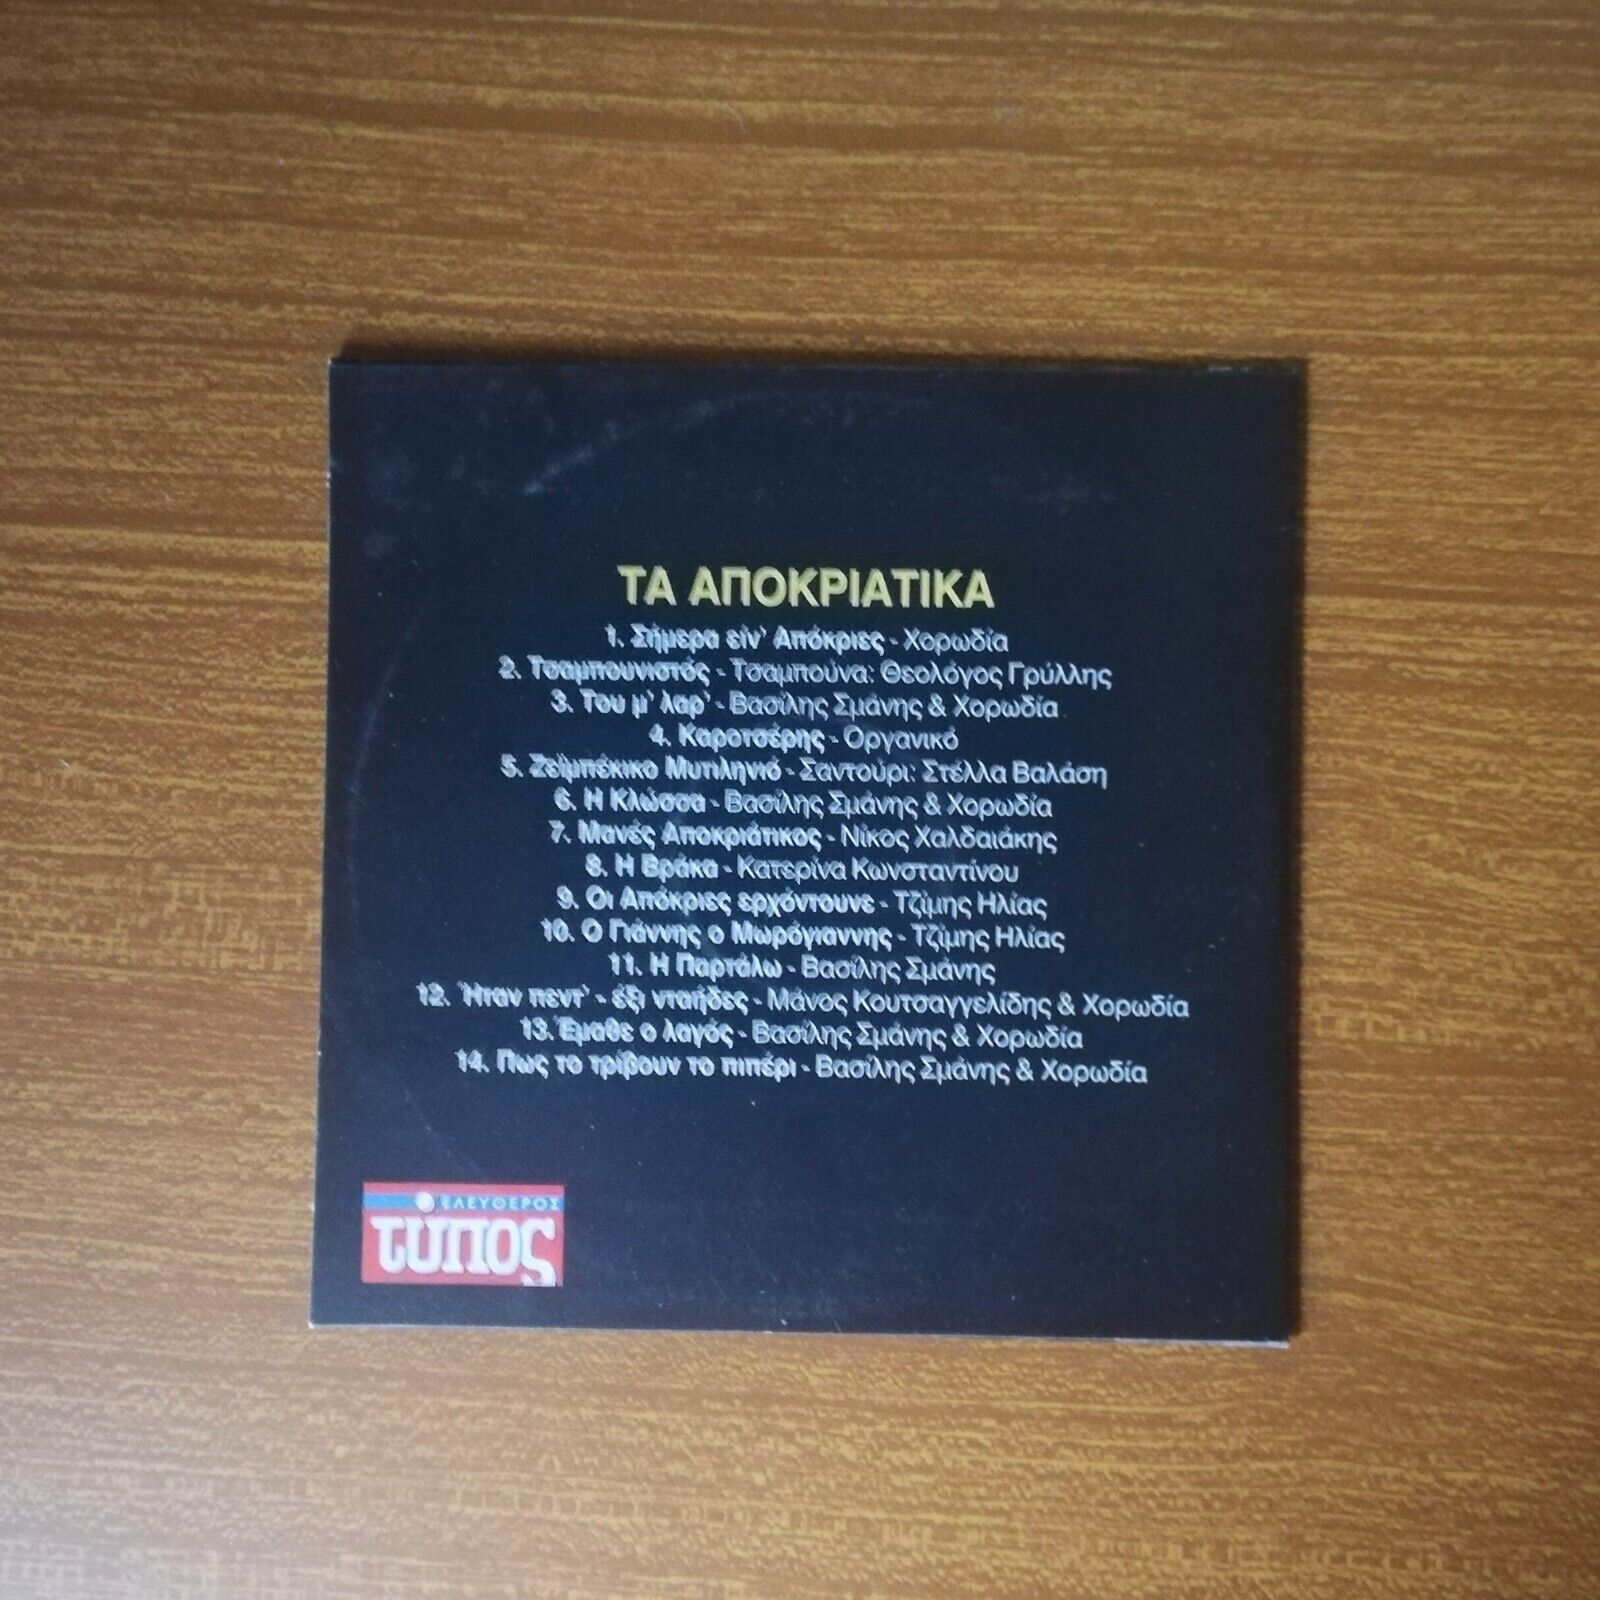 ΤΑ ΑΠΟΚΡΙΑΤΙΚΑ
1. Σήμερα είν' Απόκριες - Χορωδία
2. Τσαμπουνιστός - Τσαμπούνα: Θεολόγος Γρύλλης
3. Του μ' λαρ' - Βασίλης Σμάνης & Χορωδία
4. Καροτσέρης - Οργανικό
5. Ζεϊμπέκικο Μυτιληνιό - Σαντούρι: Στέλλα Βαλάση
6. Η Κλώσσα - Βασίλης Σμάνης & Χορωδία
7. Μανές Αποκριάτικος - Νίκος Χαλδαιάκης
8. Η Βράκα - Κατερίνα Κωνσταντίνου
9. Οι Απόκριες ερχόντουνε - Τζίμης Ηλίας
10. Ο Γιάννης ο Μωρόγιαννης - Τζίμης Ηλίας
11. Η Παρτάλω - Βασίλης Σμάνης
12. Ήταν πεντ' - έξι νταήδες - Μάνος Κουτσαγγελίδης & Χορωδία
13. Έμαθε ο λαγός - Βασίλης Σμάνης & Χορωδία
14. Πως το τρίβουν το πιπέρι - Βασίλης Σμάνης & Χορωδία
ΕΛΕΥΘΕΡΟΣ
τύπος